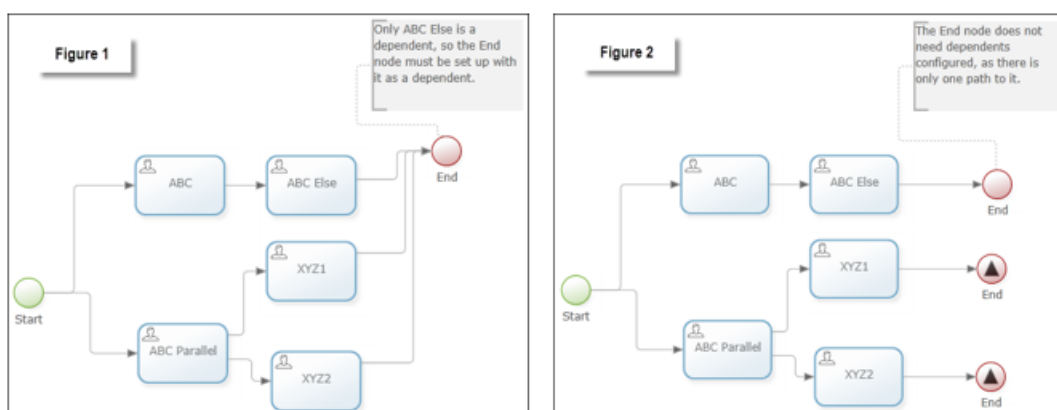 Figure 1
Only ABC Else is a
dependent, so the End
node must be set up with
it as a dependent.
End
ABC
ABC Else
XYZ1
Start
ABC Parallel
XYZ2
Figure 2
The End node does not
need dependents
configured, as there is
only one path to it.
ABC
ABC Else
End
XYZ1
End
Start
ABC Parallel
XYZ2
End